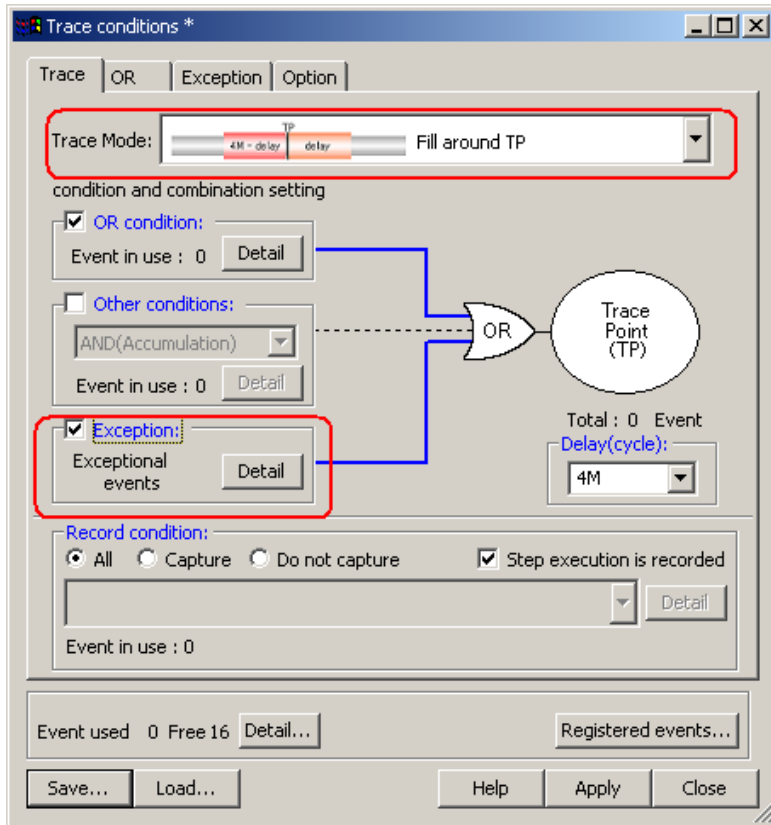 Trace conditions *
Trace OR Exception Option
Trace Mode: 4M - delay TP delay Fill around TP
condition and combination setting
OR condition:
Event in use : 0 Detail
Other conditions:
AND(Accumulation)
Event in use : 0 Detail
Exception:
Exceptional events Detail
OR
Trace Point (TP)
Total : 0 Event
Delay(cycle):
4M
Record condition:
All Capture Do not capture Step execution is recorded
Detail
Event in use : 0
Event used 0 Free 16 Detail... Registered events...
Save... Load... Help Apply Close